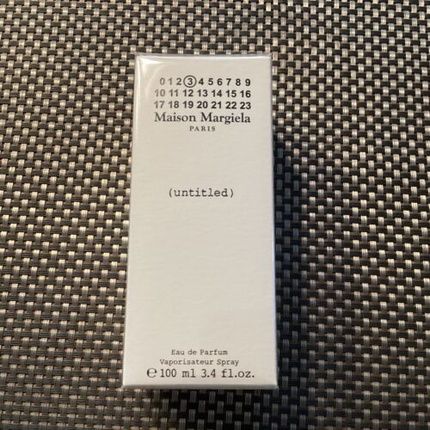 0 1 2 ③ 4 5 6 7 8 9
10 11 12 13 14 15 16
17 18 19 20 21 22 23
Maison Margiela
PARIS
(untitled)
Eau de Parfum
Vaporisateur Spray
℮ 100 ml 3.4 fl.oz.